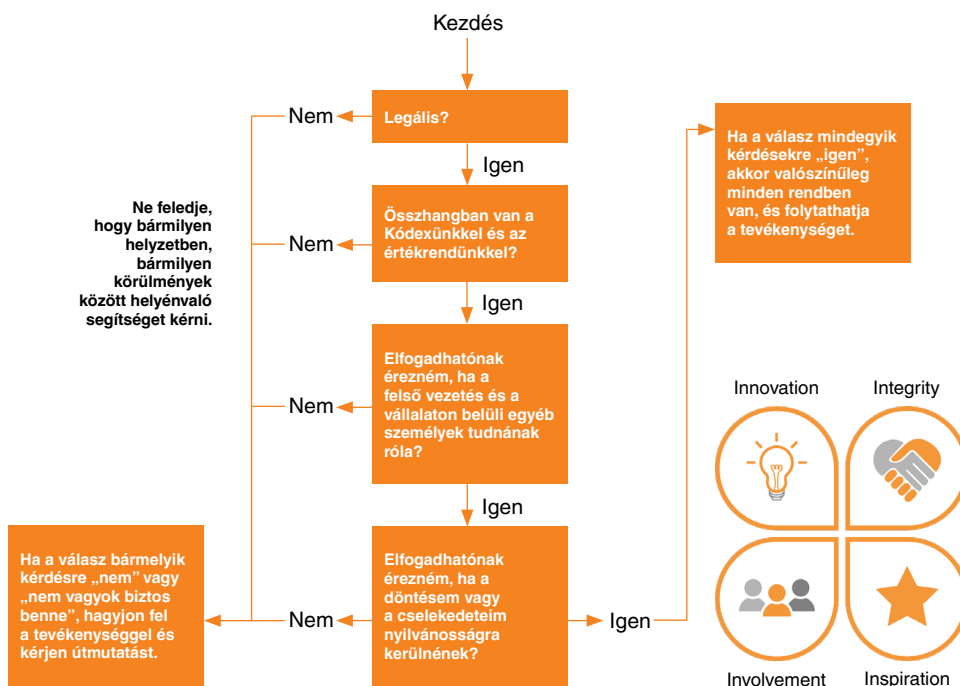 Kezdés
Nem
Legális?
Igen
Nem
Összhangban van a
Kódexünkkel és az
értékrendünkkel?
Igen
Nem
Elfogadhatónak
érezném, ha a
felső vezetés és a
vállalaton belüli egyéb
személyek tudnának
róla?
Igen
Nem
Elfogadhatónak
érezném, ha a
döntésem vagy
a cselekedeteim
nyilvánosságra
kerülnének?
Igen
Ne feledje,
hogy bármilyen
helyzetben,
bármilyen
körülmények
között helyénvaló
segítséget kérni.
Ha a válasz bármelyik
kérdésre „nem” vagy
„nem vagyok biztos
benne”, hagyjon fel
a tevékenységgel és
kérjen útmutatást.
Ha a válasz mindegyik
kérdésekre „igen”,
akkor valószínűleg
minden rendben
van, és folytathatja
a tevékenységet.
Innovation
Integrity
Involvement
Inspiration